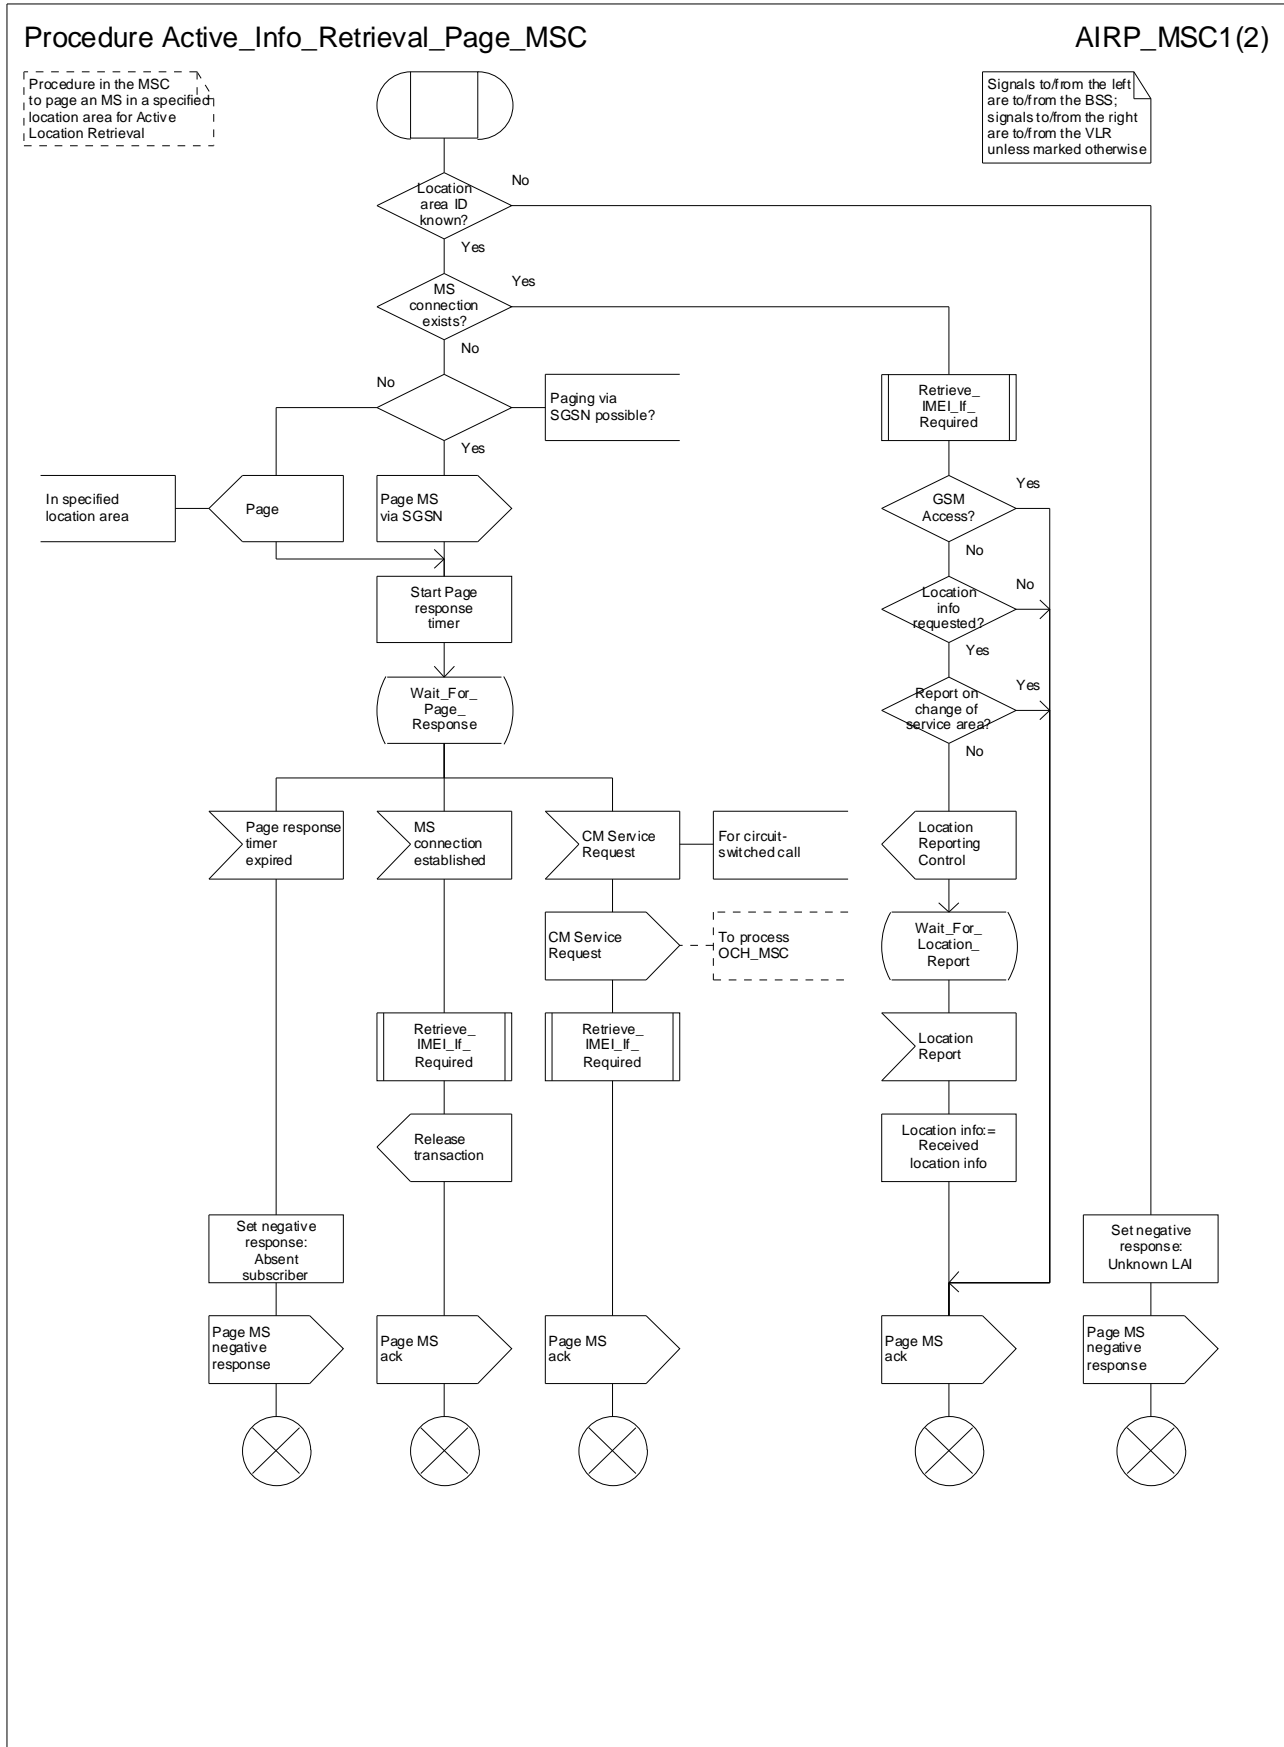 Procedure Active_Info_Retrieval_Page_MSC
AIRP_MSC1(2)
Procedure in the MSC
to page an MS in a specified
location area for Active
Location Retrieval
Signals to/from the left
are to/from the BSS;
signals to/from the right
are to/from the VLR
unless marked otherwise
Location
area ID
known?
No
Yes
MS
connection
exists?
Yes
No
No
Yes
Paging via
SGSN possible?
Retrieve_
IMEI_If_
Required
In specified
location area
Page
Page MS
via SGSN
GSM
Access?
Yes
No
Start Page
response
timer
Location
info
requested?
No
Yes
Wait_For_
Page_
Response
Report on
change of
service area?
Yes
No
Page response
timer
expired
MS
connection
established
CM Service
Request
For circuit-
switched call
Location
Reporting
Control
CM Service
Request
To process
OCH_MSC
Wait_For_
Location_
Report
Retrieve_
IMEI_If_
Required
Retrieve_
IMEI_If_
Required
Location
Report
Release
transaction
Location info:=
Received
location info
Set negative
response:
Absent
subscriber
Set negative
response:
Unknown LAI
Page MS
negative
response
Page MS
ack
Page MS
ack
Page MS
ack
Page MS
negative
response